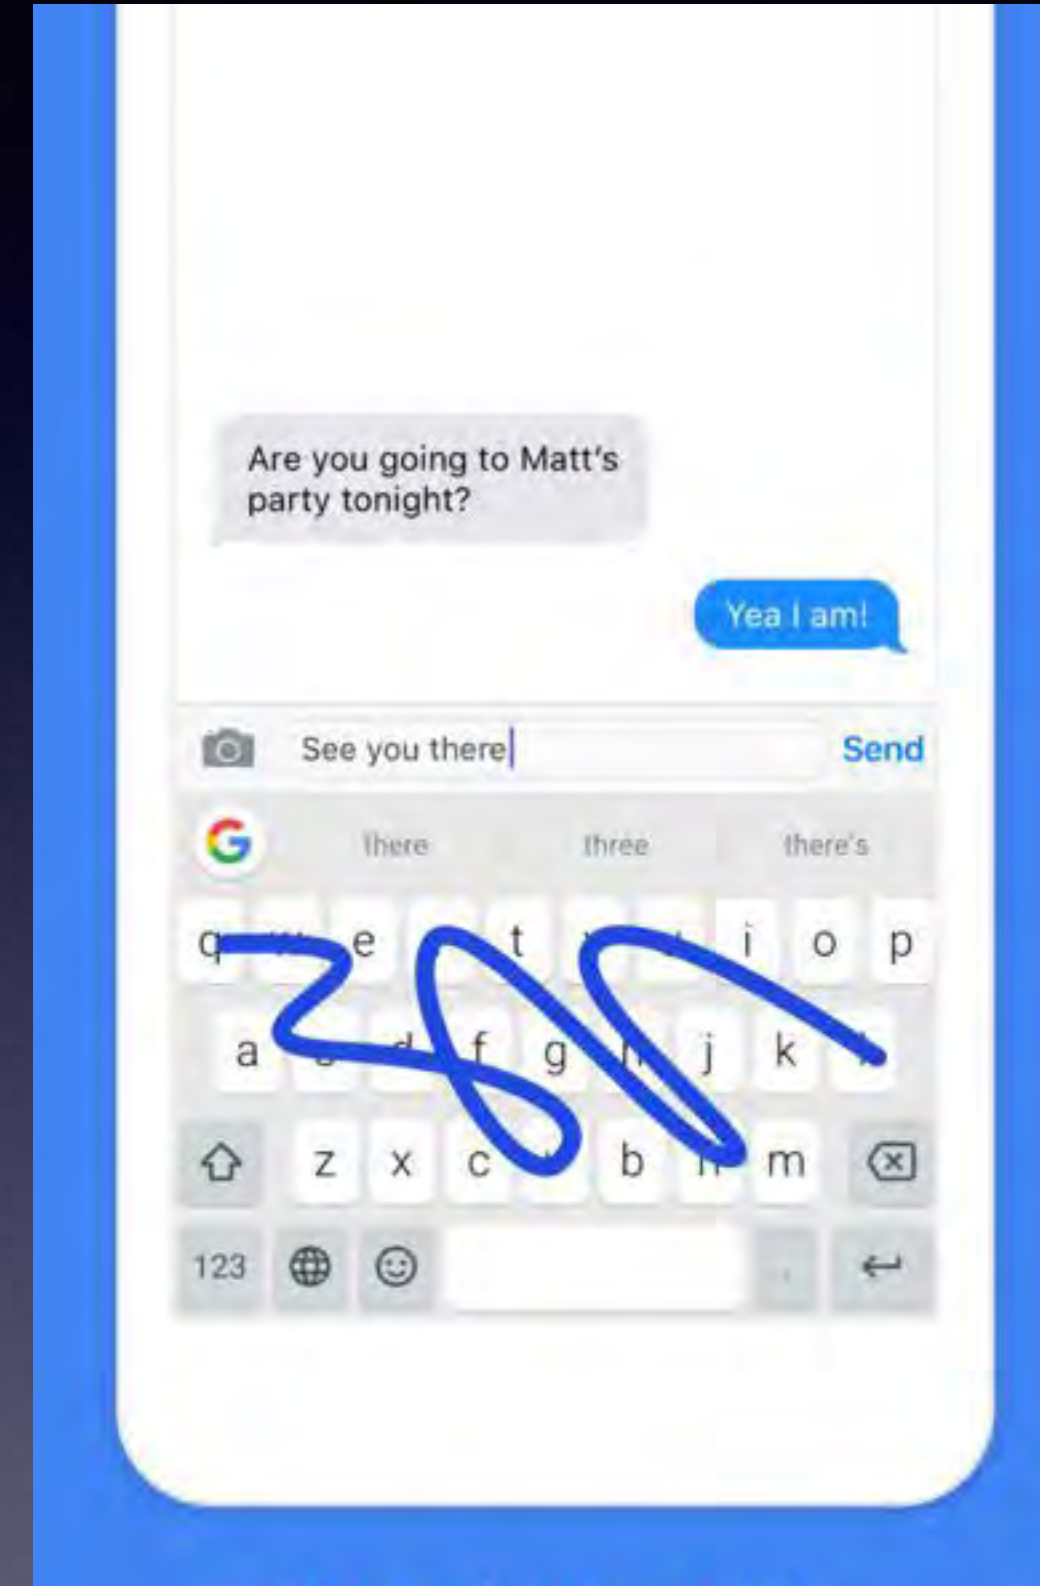 Are you going to Matt's
party tonight?
Yea I am!
See you there Send
G there three there's
q e t i o p
a d f g j k
z x c b m
123 .